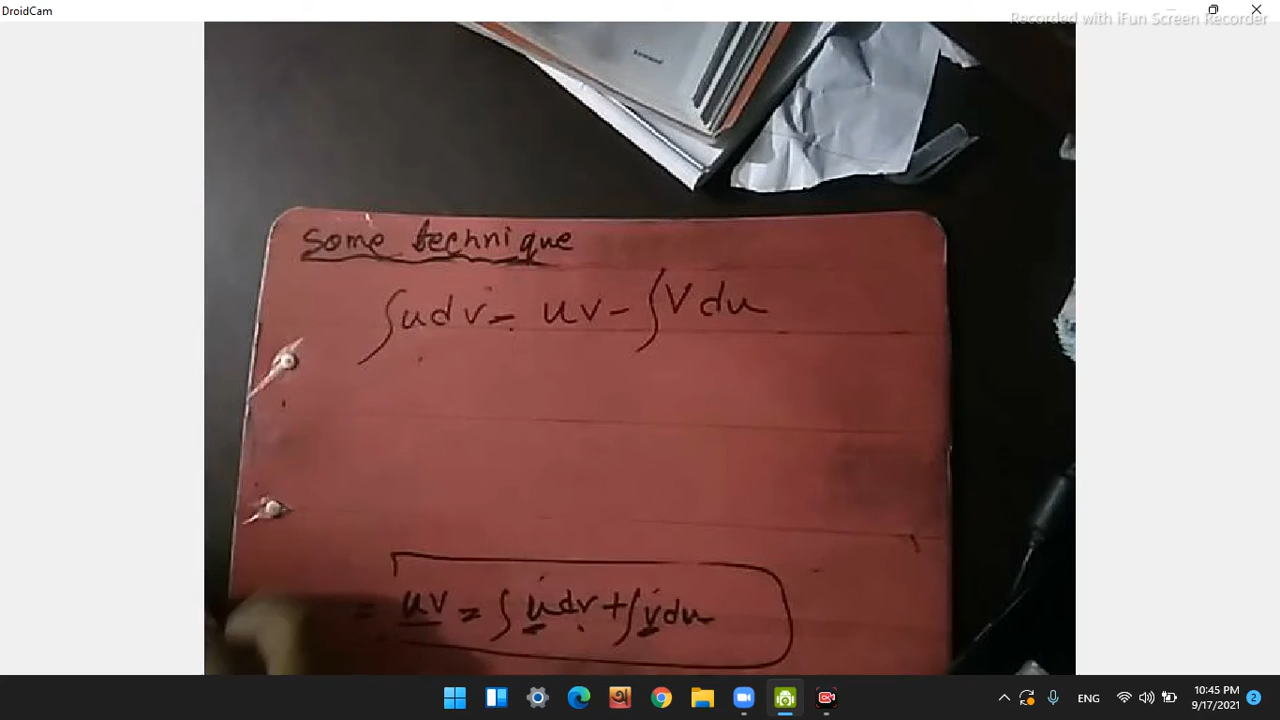 DroidCam
Recorded with iFun Screen Recorder
some technique
∫udv = uv - ∫vdu
= uv = ∫udv + ∫vdu
ENG
10:45 PM
9/17/2021
2